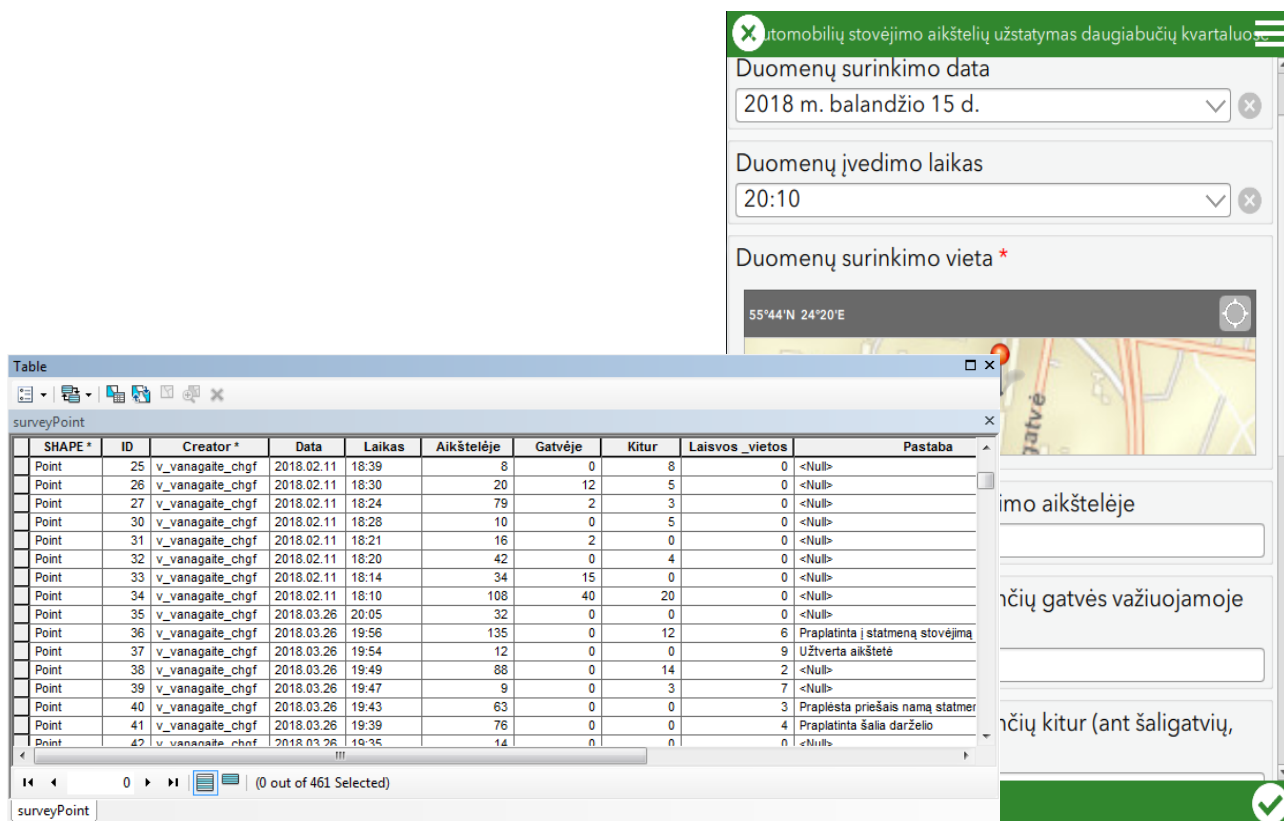 utomobilių stovėjimo aikštelių užstatymas daugiabučių kvartaluose
Duomenų surinkimo data
2018 m. balandžio 15 d.
Duomenų įvedimo laikas
20:10
Duomenų surinkimo vieta *
55°44'N 24°20'E
gatvė
imo aikštelėje
nčių gatvės važiuojamoje
nčių kitur (ant šaligatvių,
Table
surveyPoint
SHAPE * ID Creator * Data Laikas Aikštelėje Gatvėje Kitur Laisvos _vietos Pastaba
Point 25 v_vanagaite_chgf 2018.02.11 18:39 8 0 8 0 <Null>
Point 26 v_vanagaite_chgf 2018.02.11 18:30 20 12 5 0 <Null>
Point 27 v_vanagaite_chgf 2018.02.11 18:24 79 2 3 0 <Null>
Point 30 v_vanagaite_chgf 2018.02.11 18:28 10 0 5 0 <Null>
Point 31 v_vanagaite_chgf 2018.02.11 18:21 16 2 0 0 <Null>
Point 32 v_vanagaite_chgf 2018.02.11 18:20 42 0 4 0 <Null>
Point 33 v_vanagaite_chgf 2018.02.11 18:14 34 15 0 0 <Null>
Point 34 v_vanagaite_chgf 2018.02.11 18:10 108 40 20 0 <Null>
Point 35 v_vanagaite_chgf 2018.03.26 20:05 32 0 0 0 <Null>
Point 36 v_vanagaite_chgf 2018.03.26 19:56 135 0 12 6 Praplatinta į statmeną stovėjimą
Point 37 v_vanagaite_chgf 2018.03.26 19:54 12 0 0 9 Užtverta aikštetė
Point 38 v_vanagaite_chgf 2018.03.26 19:49 88 0 14 2 <Null>
Point 39 v_vanagaite_chgf 2018.03.26 19:47 9 0 3 7 <Null>
Point 40 v_vanagaite_chgf 2018.03.26 19:43 63 0 0 3 Praplėsta priešais namą statmen
Point 41 v_vanagaite_chgf 2018.03.26 19:39 76 0 0 4 Praplatinta šalia darželio
Point 42 v_vanagaite_chgf 2018.03.26 19:35 14 0 0 0 <Null>
0 (0 out of 461 Selected)
surveyPoint